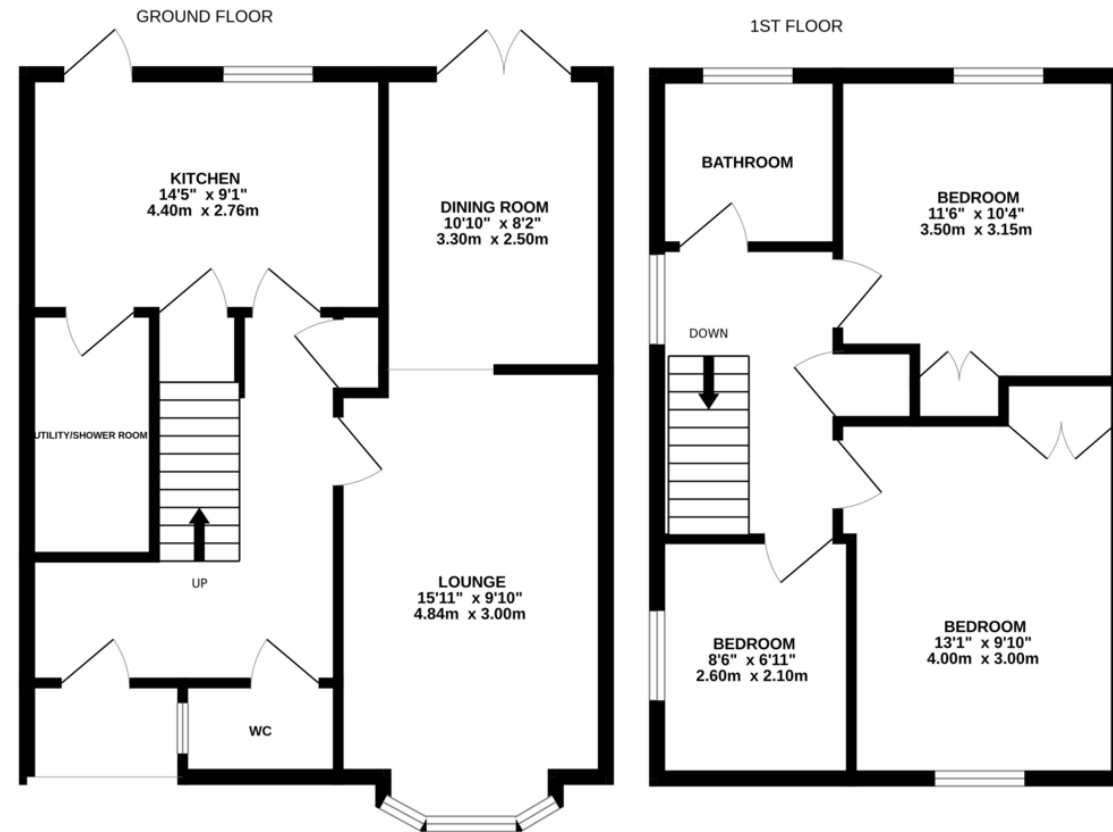 GROUND FLOOR
KITCHEN
14'5" x 9'1"
4.40m x 2.76m
DINING ROOM
10'10" x 8'2"
3.30m x 2.50m
UTILITY/SHOWER ROOM
UP
LOUNGE
15'11" x 9'10"
4.84m x 3.00m
WC
1ST FLOOR
BATHROOM
BEDROOM
11'6" x 10'4"
3.50m x 3.15m
DOWN
BEDROOM
8'6" x 6'11"
2.60m x 2.10m
BEDROOM
13'1" x 9'10"
4.00m x 3.00m